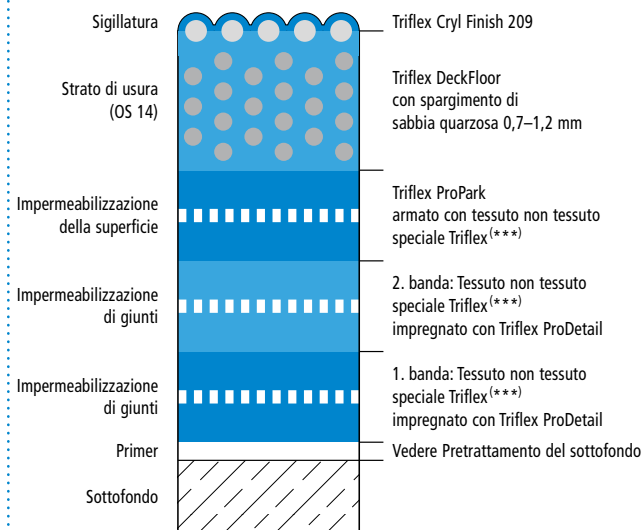 Sigillatura
Triflex Cryl Finish 209
Strato di usura
(OS 14)
Triflex DeckFloor
con spargimento di
sabbia quarzosa 0,7–1,2 mm
Impermeabilizzazione
della superficie
Triflex ProPark
armato con tessuto non tessuto
speciale Triflex(***)
Impermeabilizzazione
di giunti
2. banda: Tessuto non tessuto
speciale Triflex(***)
impregnato con Triflex ProDetail
Impermeabilizzazione
di giunti
1. banda: Tessuto non tessuto
speciale Triflex(***)
impregnato con Triflex ProDetail
Primer
Vedere Pretrattamento del sottofondo
Sottofondo